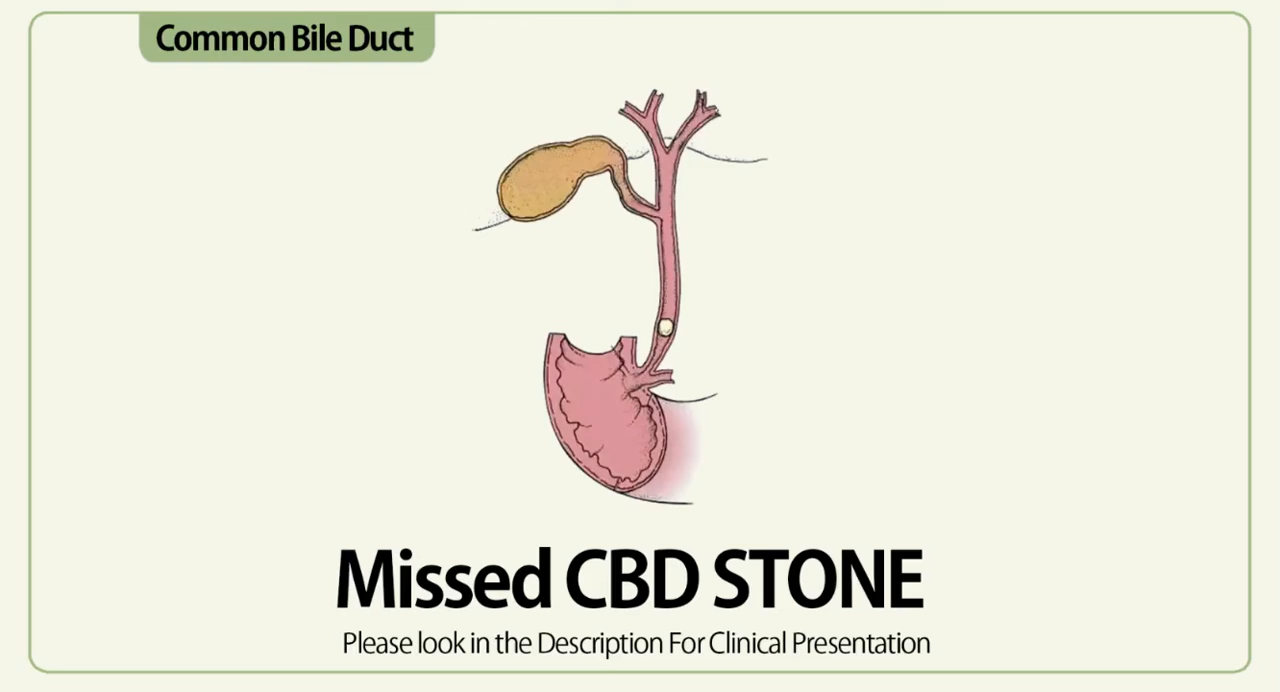 Common Bile Duct
Missed CBD STONE
Please look in the Description For Clinical Presentation